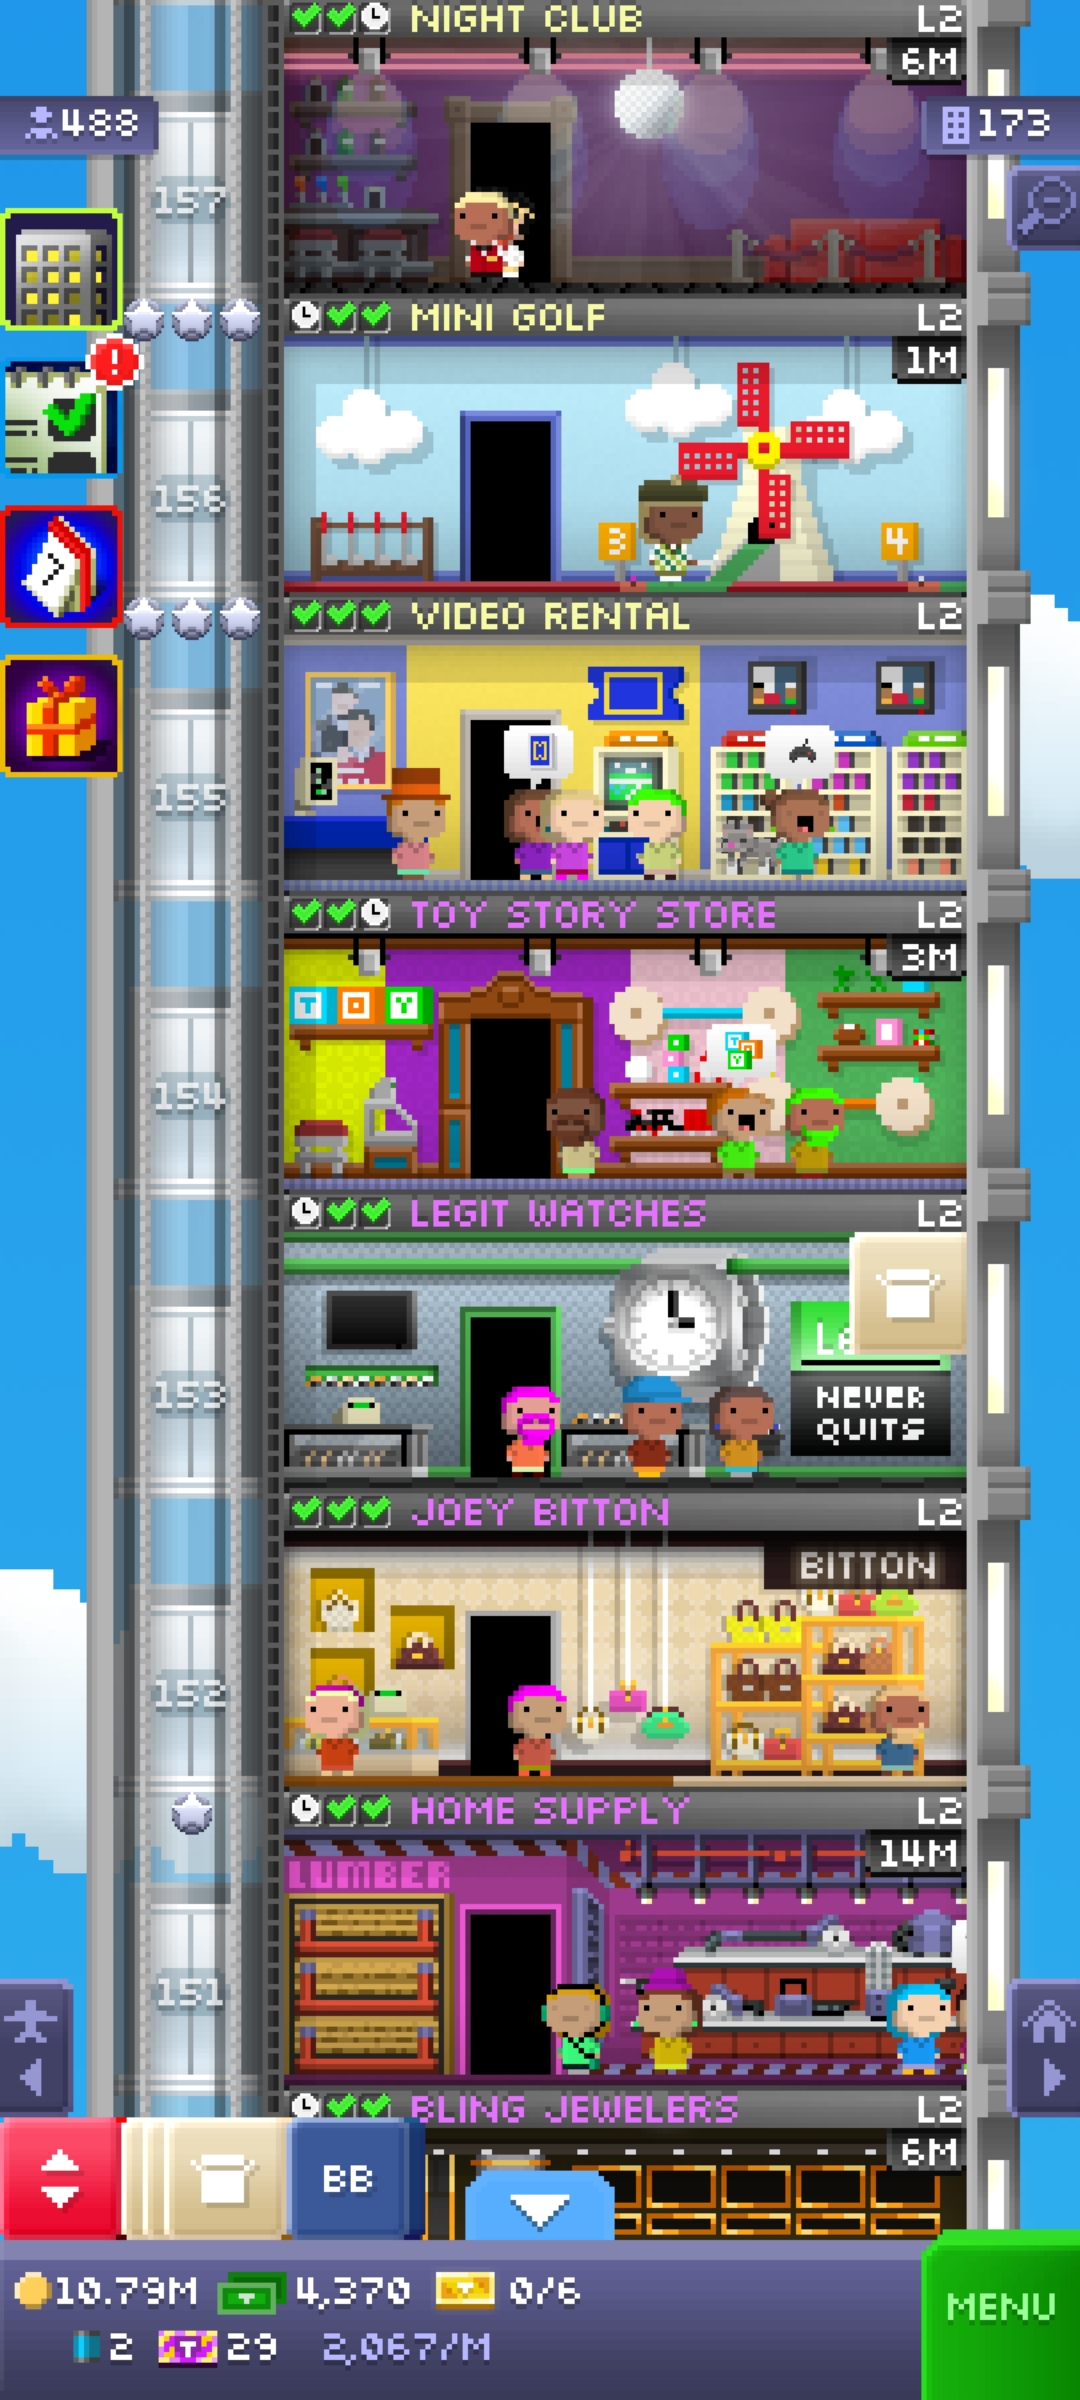 NIGHT CLUB L2
6M
488
173
157
MINI GOLF L2
1M
3
4
156
VIDEO RENTAL L2
7
155
TOY STORY STORE L2
3M
T O Y
T O Y
154
LEGIT WATCHES L2
NEVER
QUITS
153
JOEY BITTON L2
BITTON
152
HOME SUPPLY L2
14M
LUMBER
151
BLING JEWELERS L2
6M
BB
10.79M 4,370 0/6
2 29 2,067/M
MENU